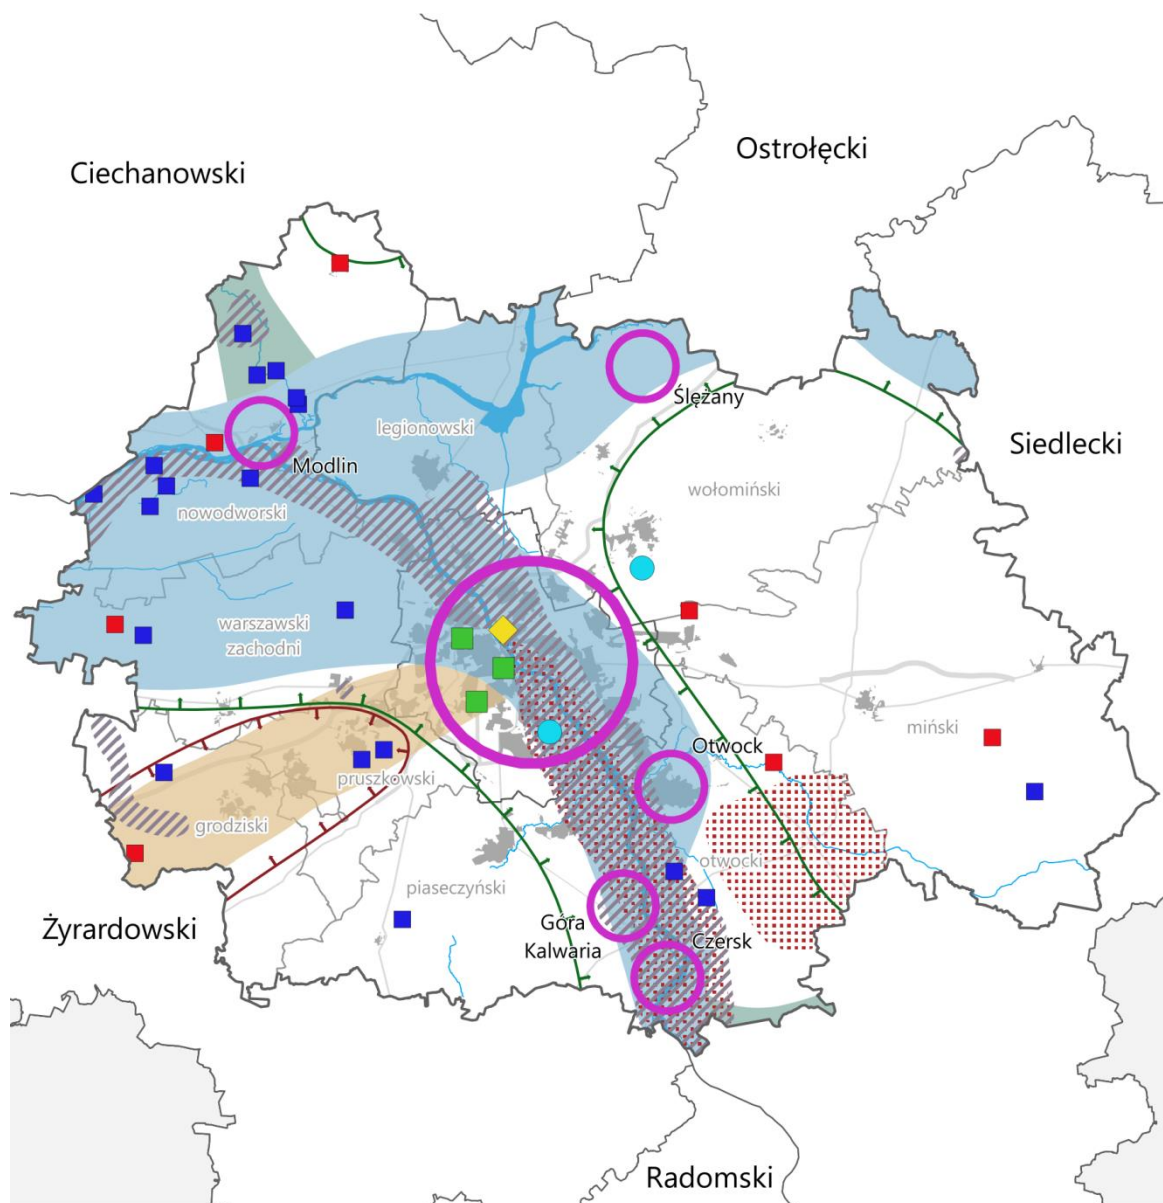 Ostrołęcki
Ciechanowski
Ślężany
legionowski
Siedlecki
Modlin
wołomiński
nowodworski
warszawski
zachodni
miński
Otwock
pruszkowski
grodziski
otwocki
piaseczyński
Żyrardowski
Góra
Kalwaria
Czersk
Radomski